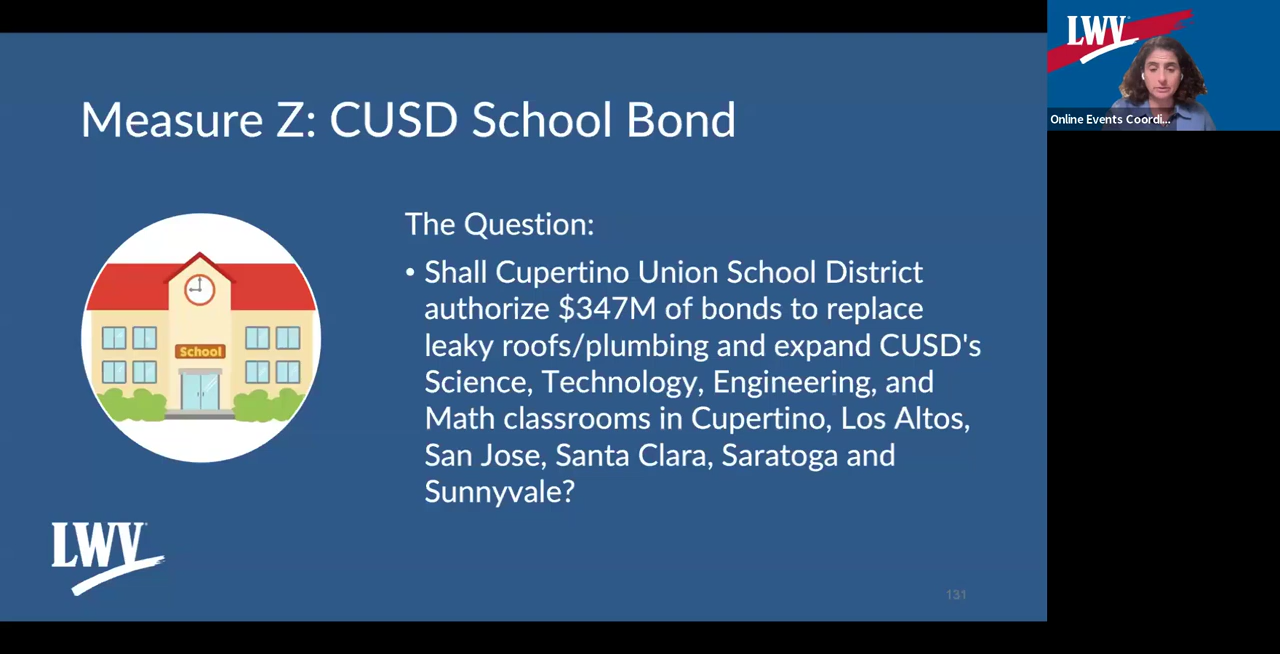 Measure Z: CUSD School Bond
The Question:
• Shall Cupertino Union School District
authorize $347M of bonds to replace
leaky roofs/plumbing and expand CUSD's
Science, Technology, Engineering, and
Math classrooms in Cupertino, Los Altos,
San Jose, Santa Clara, Saratoga and
Sunnyvale?
School
LWV
131
LWV
Online Events Coordi...